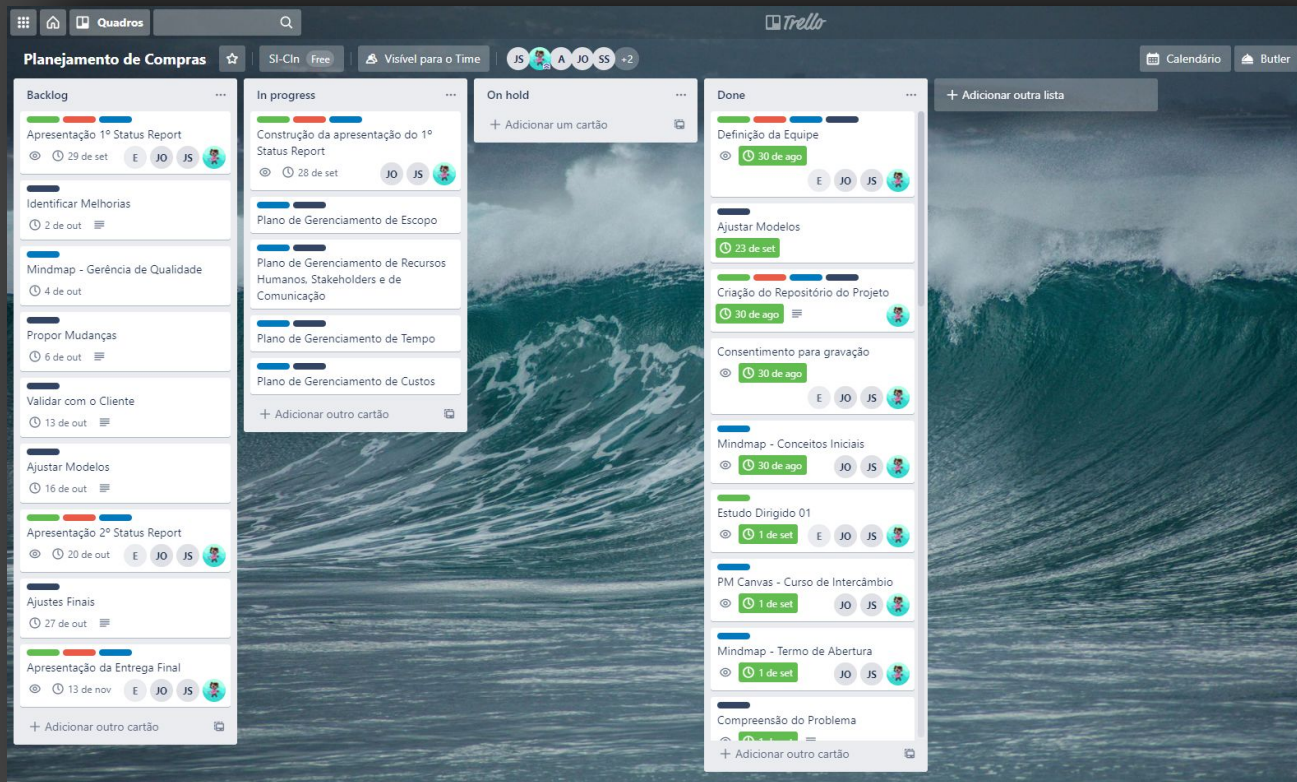 Quadros
Trello
Planejamento de Compras
SI-CIn Free
Visível para o Time
JS A JO SS +2
Calendário
Butler
Backlog
Apresentação 1º Status Report
29 de set E JO JS
Identificar Melhorias
2 de out
Mindmap - Gerência de Qualidade
4 de out
Propor Mudanças
6 de out
Validar com o Cliente
13 de out
Ajustar Modelos
16 de out
Apresentação 2º Status Report
20 de out E JO JS
Ajustes Finais
27 de out
Apresentação da Entrega Final
13 de nov E JO JS
+ Adicionar outro cartão
In progress
Construção da apresentação do 1º
Status Report
28 de set JO JS
Plano de Gerenciamento de Escopo
Plano de Gerenciamento de Recursos
Humanos, Stakeholders e de
Comunicação
Plano de Gerenciamento de Tempo
Plano de Gerenciamento de Custos
+ Adicionar outro cartão
On hold
+ Adicionar um cartão
Done
Definição da Equipe
30 de ago
E JO JS
Ajustar Modelos
23 de set
Criação do Repositório do Projeto
30 de ago
Consentimento para gravação
30 de ago
E JO JS
Mindmap - Conceitos Iniciais
30 de ago JO JS
Estudo Dirigido 01
1 de set E JO JS
PM Canvas - Curso de Intercâmbio
1 de set JO JS
Mindmap - Termo de Abertura
1 de set JO JS
Compreensão do Problema
+ Adicionar outro cartão
+ Adicionar outra lista